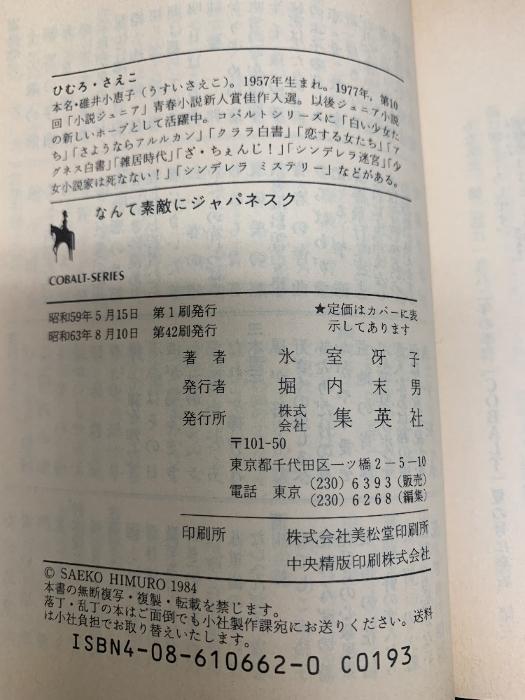 ひむろ・さえこ
本名・碓井小恵子(うすいさえこ)。1957年生まれ。1977年，第10
回「小説ジュニア」青春小説新人賞佳作入選。以後ジュニア小説
の新しいホープとして活躍中。コバルトシリーズに「白い少女た
ち」「さようならアルルカン」「クララ白書」「恋する女たち」「ア
グネス白書」「雑居時代」「ざ・ちぇんじ！」「シンデレラ迷宮」「少
女小説家は死なない！」「シンデレラ ミステリー」などがある。
なんて素敵にジャパネスク
COBALT-SERIES
昭和59年5月15日 第1刷発行
昭和63年8月10日 第42刷発行
★定価はカバーに表
示してあります
著者 氷室冴子
発行者 堀内末男
発行所 株式会社 集英社
〒101-50
東京都千代田区一ツ橋2－5－10
電話 東京 (230)6393(販売)
(230)6268(編集)
印刷所 株式会社美松堂印刷所
中央精版印刷株式会社
© SAEKO HIMURO 1984
本書の無断複写・複製・転載を禁じます。
落丁・乱丁の本はご面倒でも小社製作課宛にお送りください。送料
は小社負担でお取り替えいたします。
ISBN4-08-610662-0 C0193